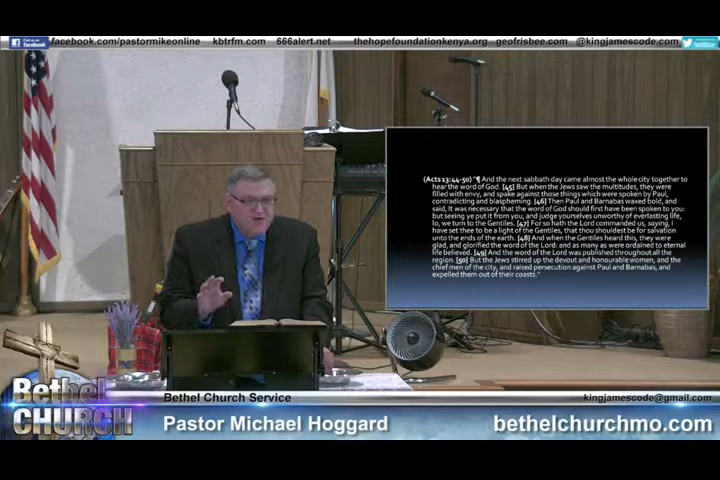 Find us on facebook
facebook.com/pastormikeonline kbtrfm.com 666alert.net thehopefoundationkenya.org geofrisbee.com @kingjamescode.com
(Acts 13:44-50) "¶ And the next sabbath day came almost the whole city together to
hear the word of God. [45] But when the Jews saw the multitudes, they were
filled with envy, and spake against those things which were spoken by Paul,
contradicting and blaspheming. [46] Then Paul and Barnabas waxed bold, and
said, It was necessary that the word of God should first have been spoken to you:
but seeing ye put it from you, and judge yourselves unworthy of everlasting life,
lo, we turn to the Gentiles. [47] For so hath the Lord commanded us, saying, I
have set thee to be a light of the Gentiles, that thou shouldest be for salvation
unto the ends of the earth. [48] And when the Gentiles heard this, they were
glad, and glorified the word of the Lord: and as many as were ordained to eternal
life believed. [49] And the word of the Lord was published throughout all the
region. [50] But the Jews stirred up the devout and honourable women, and the
chief men of the city, and raised persecution against Paul and Barnabas, and
expelled them out of their coasts."
Bethel
CHURCH
Bethel Church Service kingjamescode@gmail.com
Pastor Michael Hoggard bethelchurchmo.com